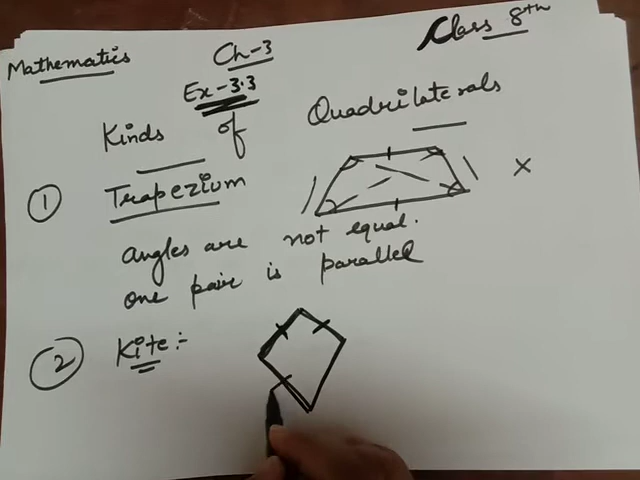 Mathematics
Ch-3
Class 8th
Ex-3.3
Kinds of Quadrilaterals
① Trapezium
Angles are not equal.
one pair is parallel
② Kite:-